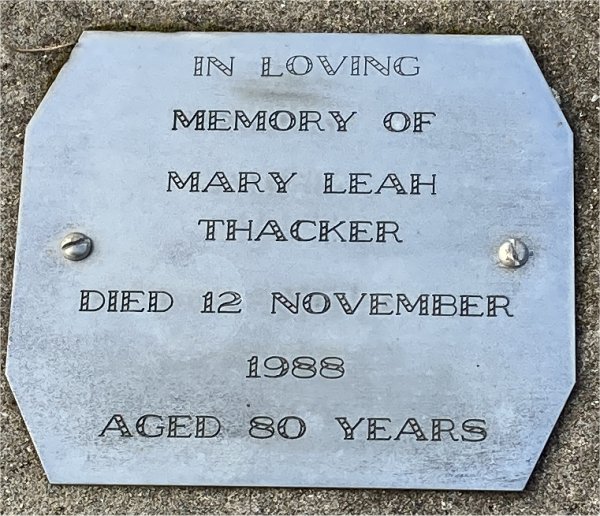 IN LOVING
MEMORY OF
MARY LEAH
THACKER
DIED 12 NOVEMBER
1988
AGED 80 YEARS